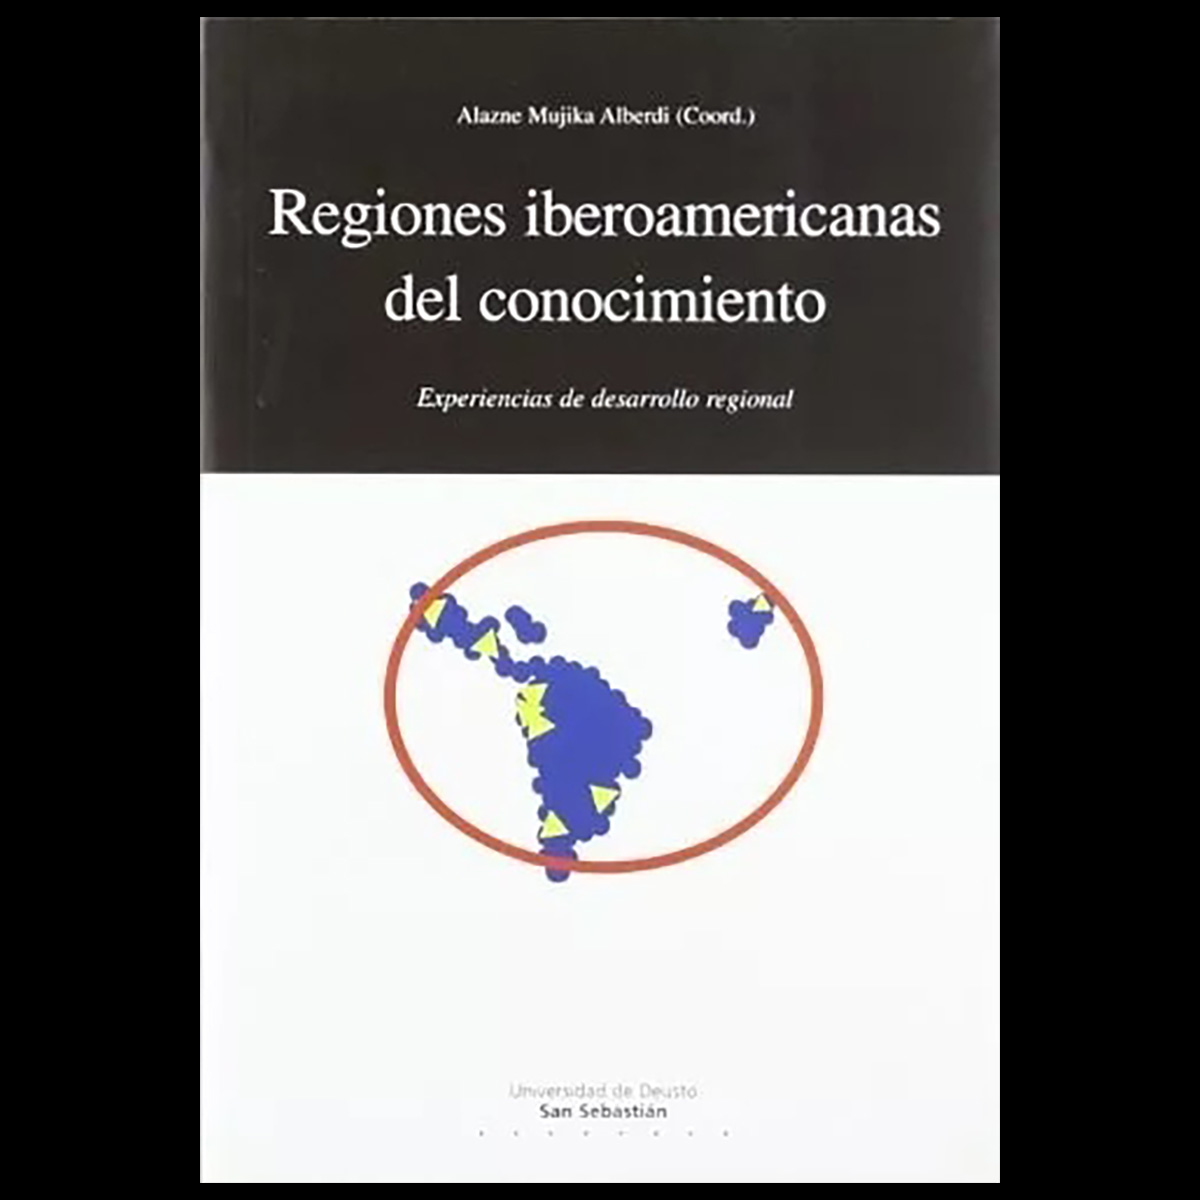 Alazne Mujika Alberdi (Coord.)
Regiones iberoamericanas
del conocimiento
Experiencias de desarrollo regional
Universidad de Deusto
San Sebastián